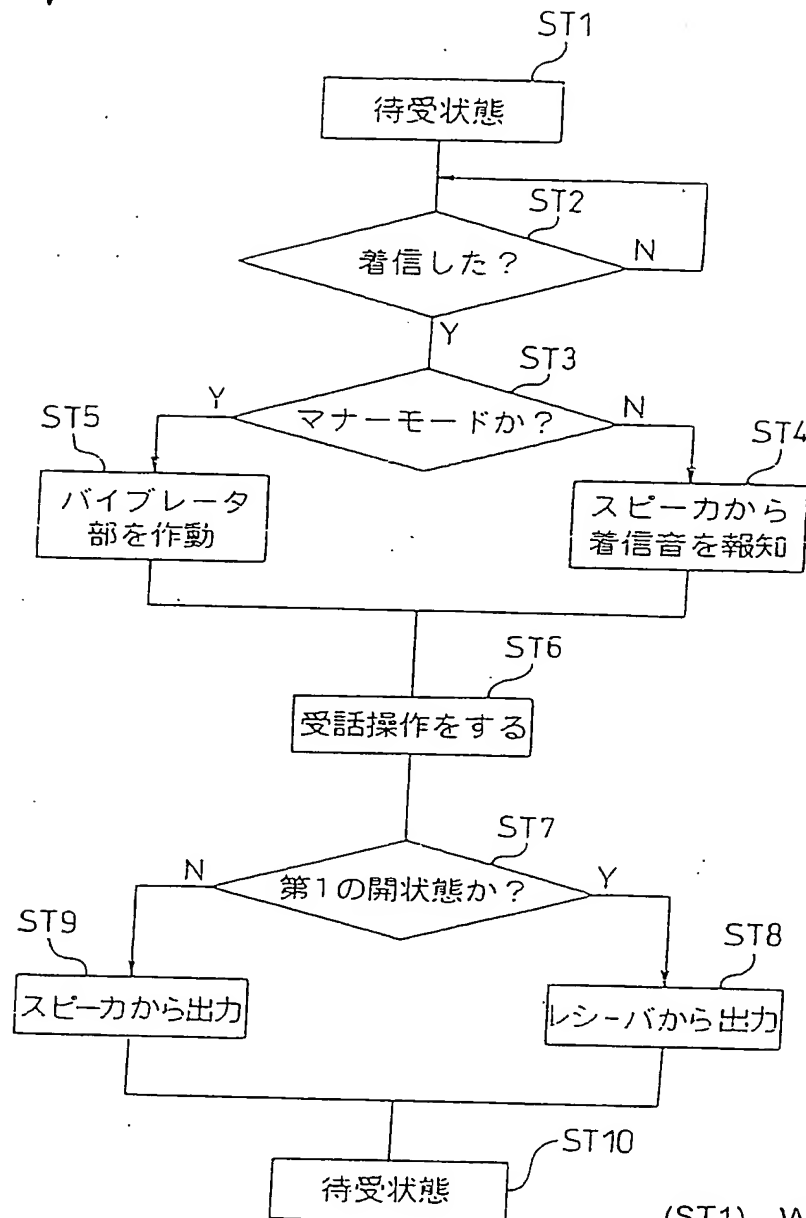 ST1
待受状態
ST2
着信した?
N
Y
ST3
Y
マナーモードか?
N
ST5
ST4
バイブレータ
部を作動
スピーカから
着信音を報知
ST6
受話操作をする
ST7
N
第1の開状態か?
Y
ST9
ST8
スピーカから出力
レシーバから出力
ST10
待受状態